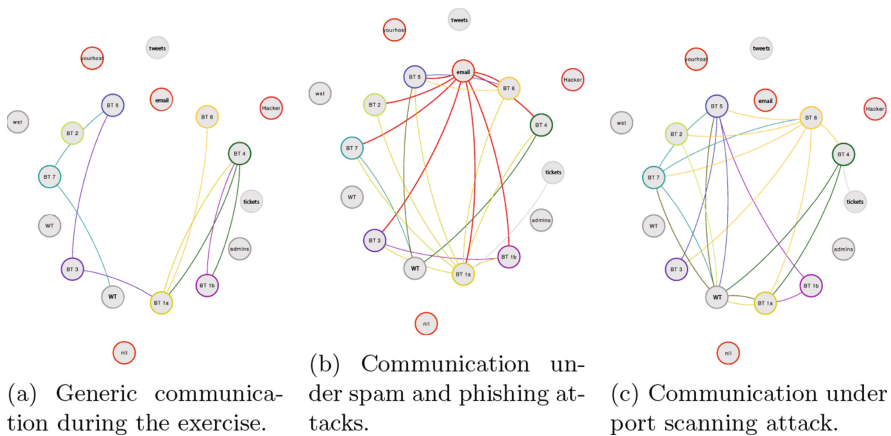 tweets
yourhost
email
Hacker
BT 5
BT 6
wst
BT 2
BT 4
BT 7
tickets
WT
admins
BT 3
BT 1b
WT
BT 1a
nil
(a) Generic communica-
tion during the exercise.
tweets
yourhost
email
Hacker
BT 5
BT 6
wst
BT 2
BT 4
BT 7
tickets
WT
admins
BT 3
BT 1b
WT
BT 1a
nil
(b) Communication un-
der spam and phishing at-
tacks.
tweets
yourhost
email
Hacker
BT 5
BT 6
wst
BT 2
BT 4
BT 7
tickets
WT
admins
BT 3
BT 1b
WT
BT 1a
nil
(c) Communication under
port scanning attack.